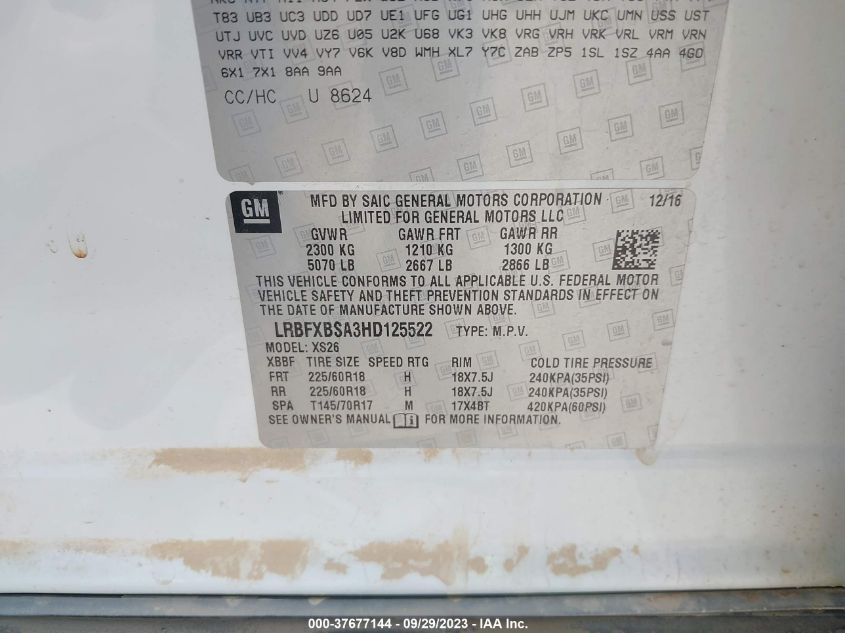 T83 UB3 UC3 UDD UD7 UE1 UFG UG1 UHG UHH UJM UKC UMN USS UST
UTJ UVC UVD UZ6 U05 U2K U68 VK3 VK8 VRG VRH VRK VRL VRM VRN
VRR VTI VV4 VY7 V6K V8D WMH XL7 Y7C ZAB ZP5 1SL 1SZ 4AA 4G0
6X1 7X1 8AA 9AA
CC/HC U 8624
GM
MFD BY SAIC GENERAL MOTORS CORPORATION 12/16
LIMITED FOR GENERAL MOTORS LLC
GVWR GAWR FRT GAWR RR
2300 KG 1210 KG 1300 KG
5070 LB 2667 LB 2866 LB
THIS VEHICLE CONFORMS TO ALL APPLICABLE U.S. FEDERAL MOTOR
VEHICLE SAFETY AND THEFT PREVENTION STANDARDS IN EFFECT ON
THE DATE OF MANUFACTURE SHOWN ABOVE.
LRBFXBSA3HD125522 TYPE: M.P.V.
MODEL: XS26
XBBF TIRE SIZE SPEED RTG RIM COLD TIRE PRESSURE
FRT 225/60R18 H 18X7.5J 240KPA(35PSI)
RR 225/60R18 H 18X7.5J 240KPA(35PSI)
SPA T145/70R17 M 17X4BT 420KPA(60PSI)
SEE OWNER'S MANUAL FOR MORE INFORMATION.
000-37677144 - 09/29/2023 - IAA Inc.